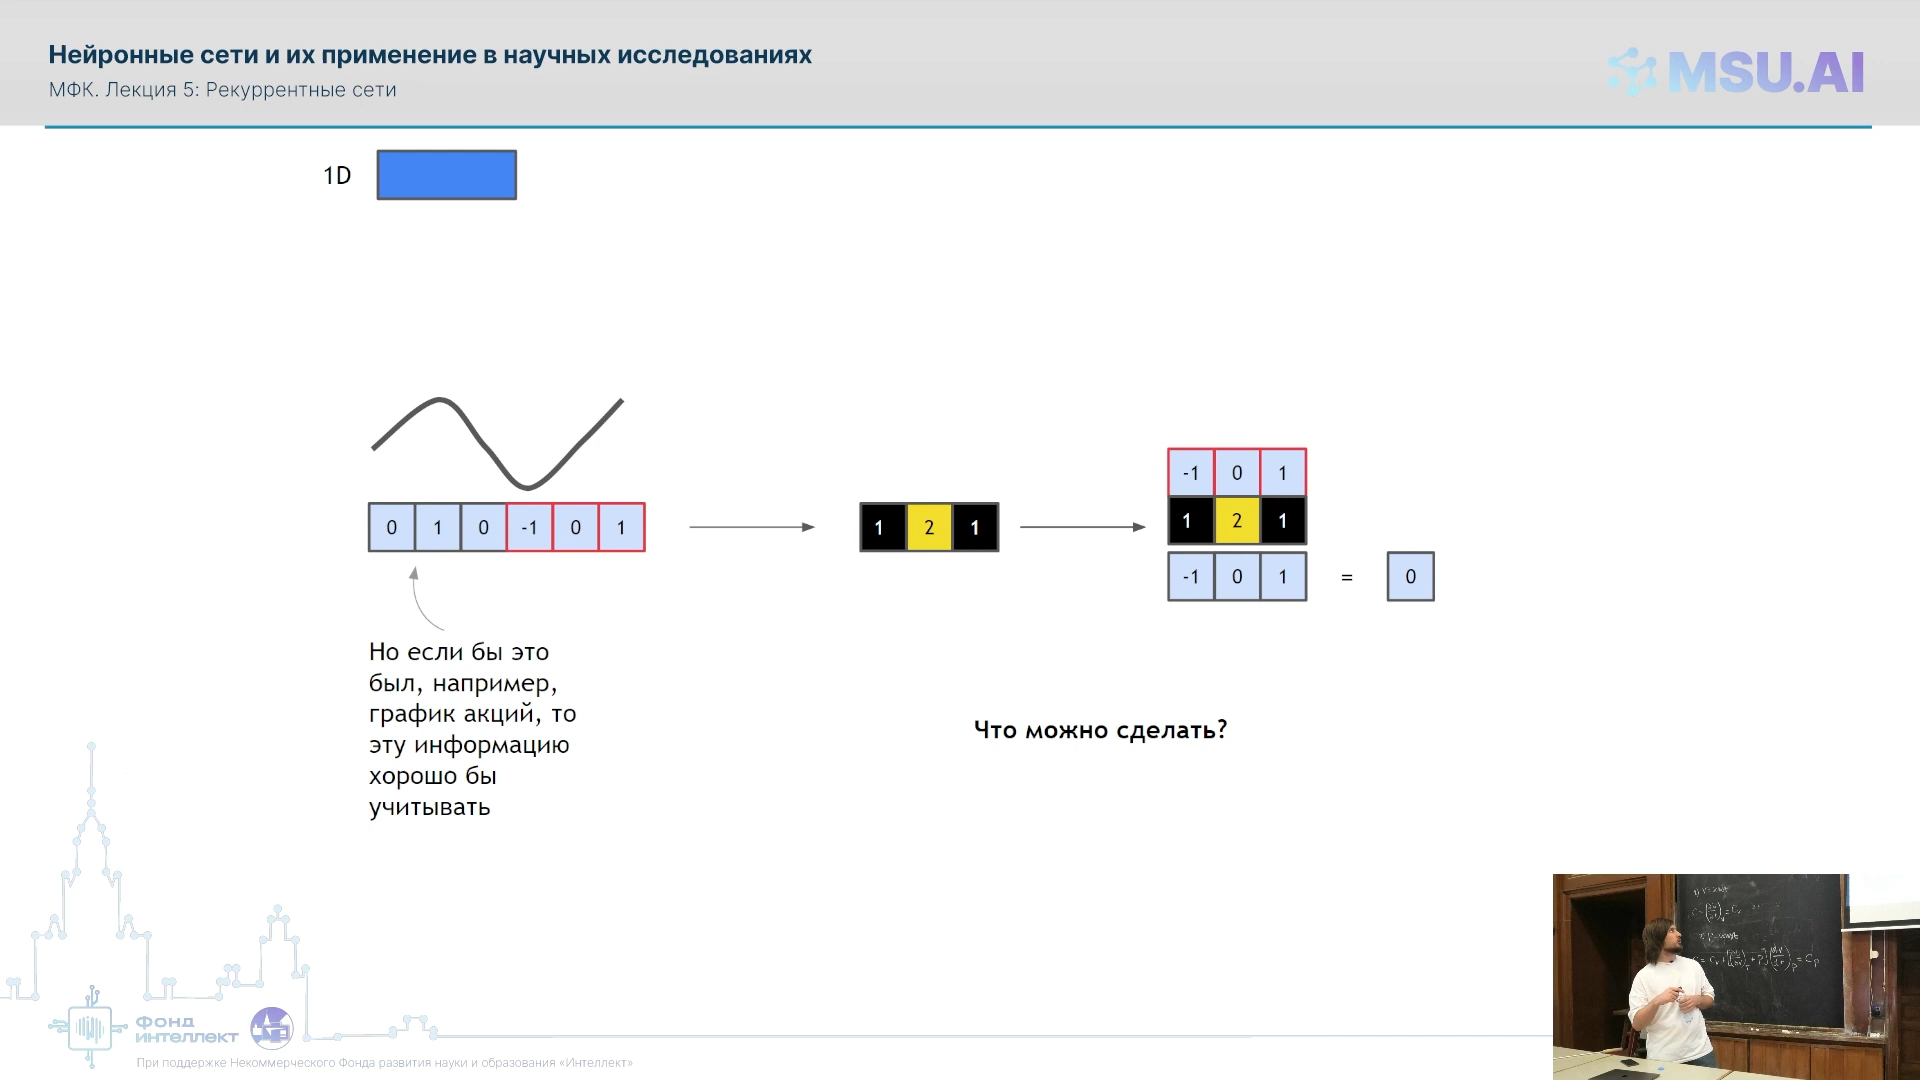 Нейронные сети и их применение в научных исследованиях
МФК. Лекция 5: Рекуррентные сети
MSU.AI
1D
0 1 0 -1 0 1
1 2 1
-1 0 1
1 2 1
-1 0 1 = 0
Но если бы это
был, например,
график акций, то
эту информацию
хорошо бы
учитывать
Что можно сделать?
Фонд
интеллект
При поддержке Некоммерческого Фонда развития науки и образования «Интеллект»